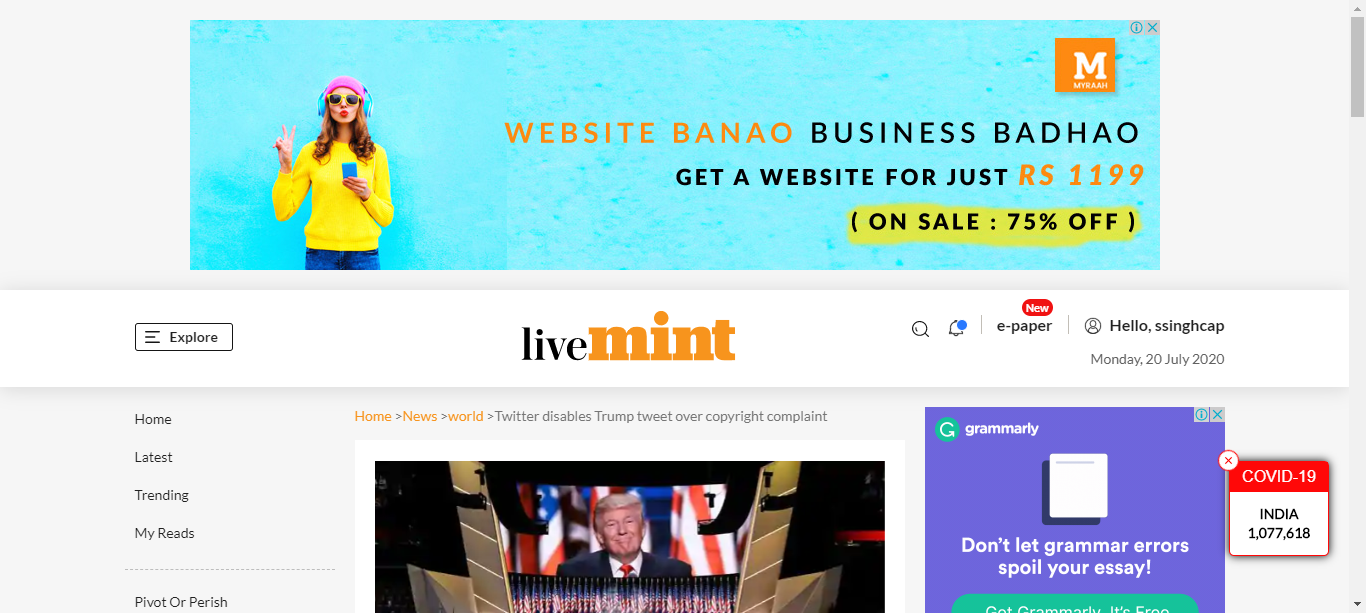 M
MYRAAH
WEBSITE BANAO BUSINESS BADHAO
GET A WEBSITE FOR JUST RS 1199
( ON SALE : 75% OFF )
Explore
livemint
New
e-paper
Hello, ssinghcap
Monday, 20 July 2020
Home
Latest
Trending
My Reads
Pivot Or Perish
Home >News >world >Twitter disables Trump tweet over copyright complaint
grammarly
Don't let grammar errors
spoil your essay!
Get Grammarly. It's Free
COVID-19
INDIA
1,077,618